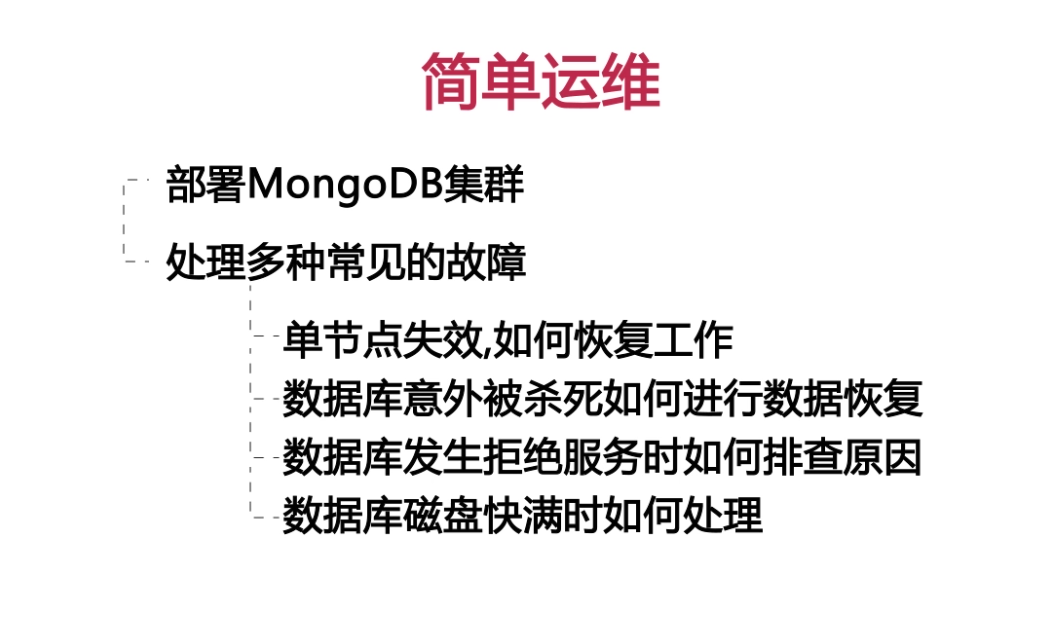 简单运维
部署MongoDB集群
处理多种常见的故障
单节点失效,如何恢复工作
数据库意外被杀死如何进行数据恢复
数据库发生拒绝服务时如何排查原因
数据库磁盘快满时如何处理